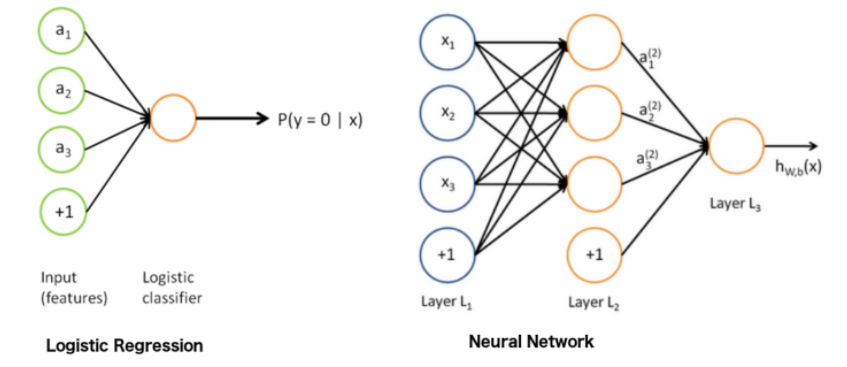 a₁
a₂
a₃
+1
P(y = 0 | x)
Input
(features)
Logistic
classifier
Logistic Regression
x₁
x₂
x₃
+1
Layer L₁
a₁⁽²⁾
a₂⁽²⁾
a₃⁽²⁾
+1
Layer L₂
h_W,b(x)
Layer L₃
Neural Network